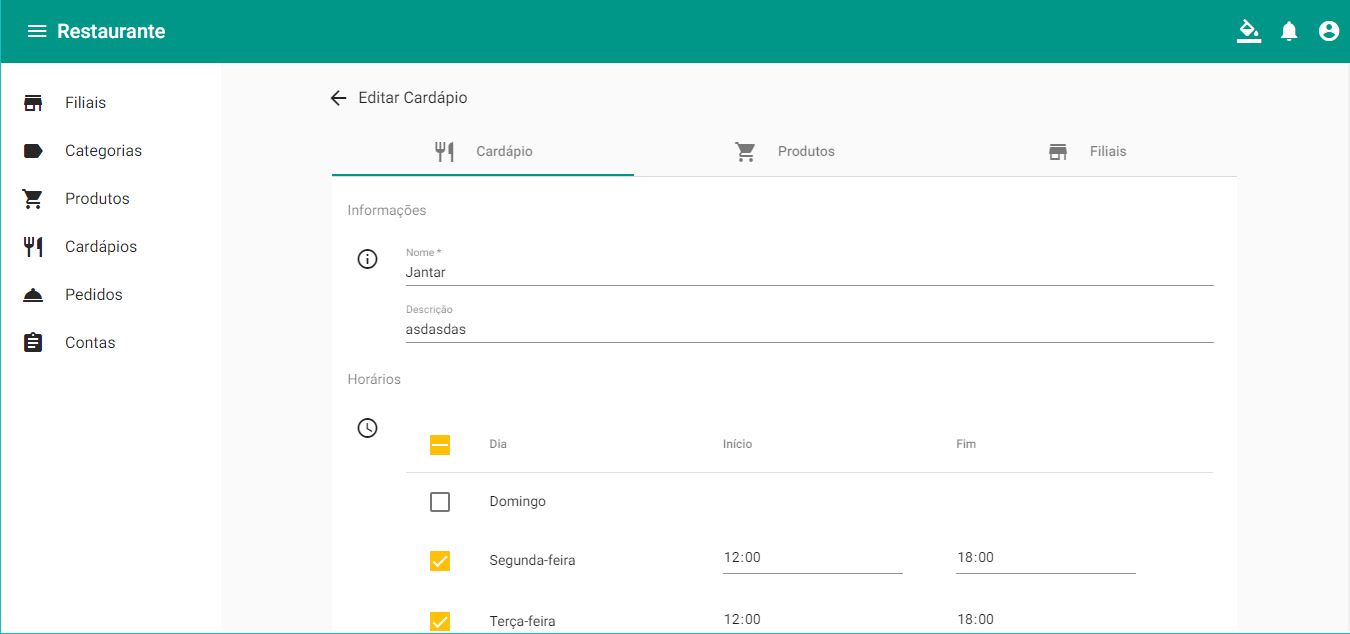 Restaurante
Filiais
Categorias
Produtos
Cardápios
Pedidos
Contas
Editar Cardápio
Cardápio Produtos Filiais
Informações
Nome *
Jantar
Descrição
asdasdas
Horários
Dia Início Fim
Domingo
Segunda-feira 12:00 18:00
Terça-feira 12:00 18:00